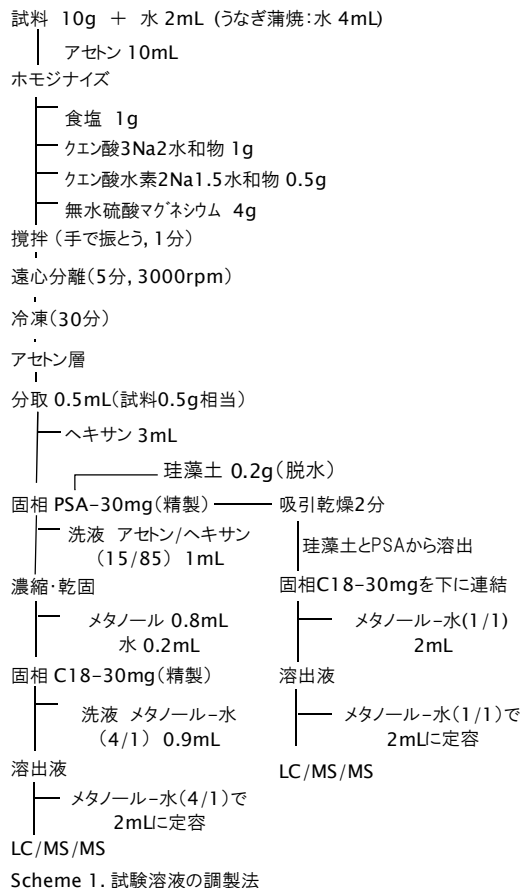 試料 10g + 水 2mL (うなぎ蒲焼:水 4mL)
アセトン 10mL
ホモジナイズ
食塩 1g
クエン酸3Na2水和物 1g
クエン酸水素2Na1.5水和物 0.5g
無水硫酸マグネシウム 4g
撹拌 (手で振とう, 1分)
遠心分離(5分, 3000rpm)
冷凍(30分)
アセトン層
分取 0.5mL(試料0.5g相当)
ヘキサン 3mL
珪藻土 0.2g(脱水)
固相 PSA-30mg(精製)
洗液 アセトン/ヘキサン
(15/85) 1mL
濃縮・乾固
メタノール 0.8mL
水 0.2mL
固相 C18-30mg(精製)
洗液 メタノール-水
(4/1) 0.9mL
溶出液
メタノール-水(4/1)で
2mLに定容
LC/MS/MS
吸引乾燥2分
珪藻土とPSAから溶出
固相C18-30mgを下に連結
メタノール-水(1/1)
2mL
溶出液
メタノール-水(1/1)で
2mLに定容
LC/MS/MS
Scheme 1. 試験溶液の調製法